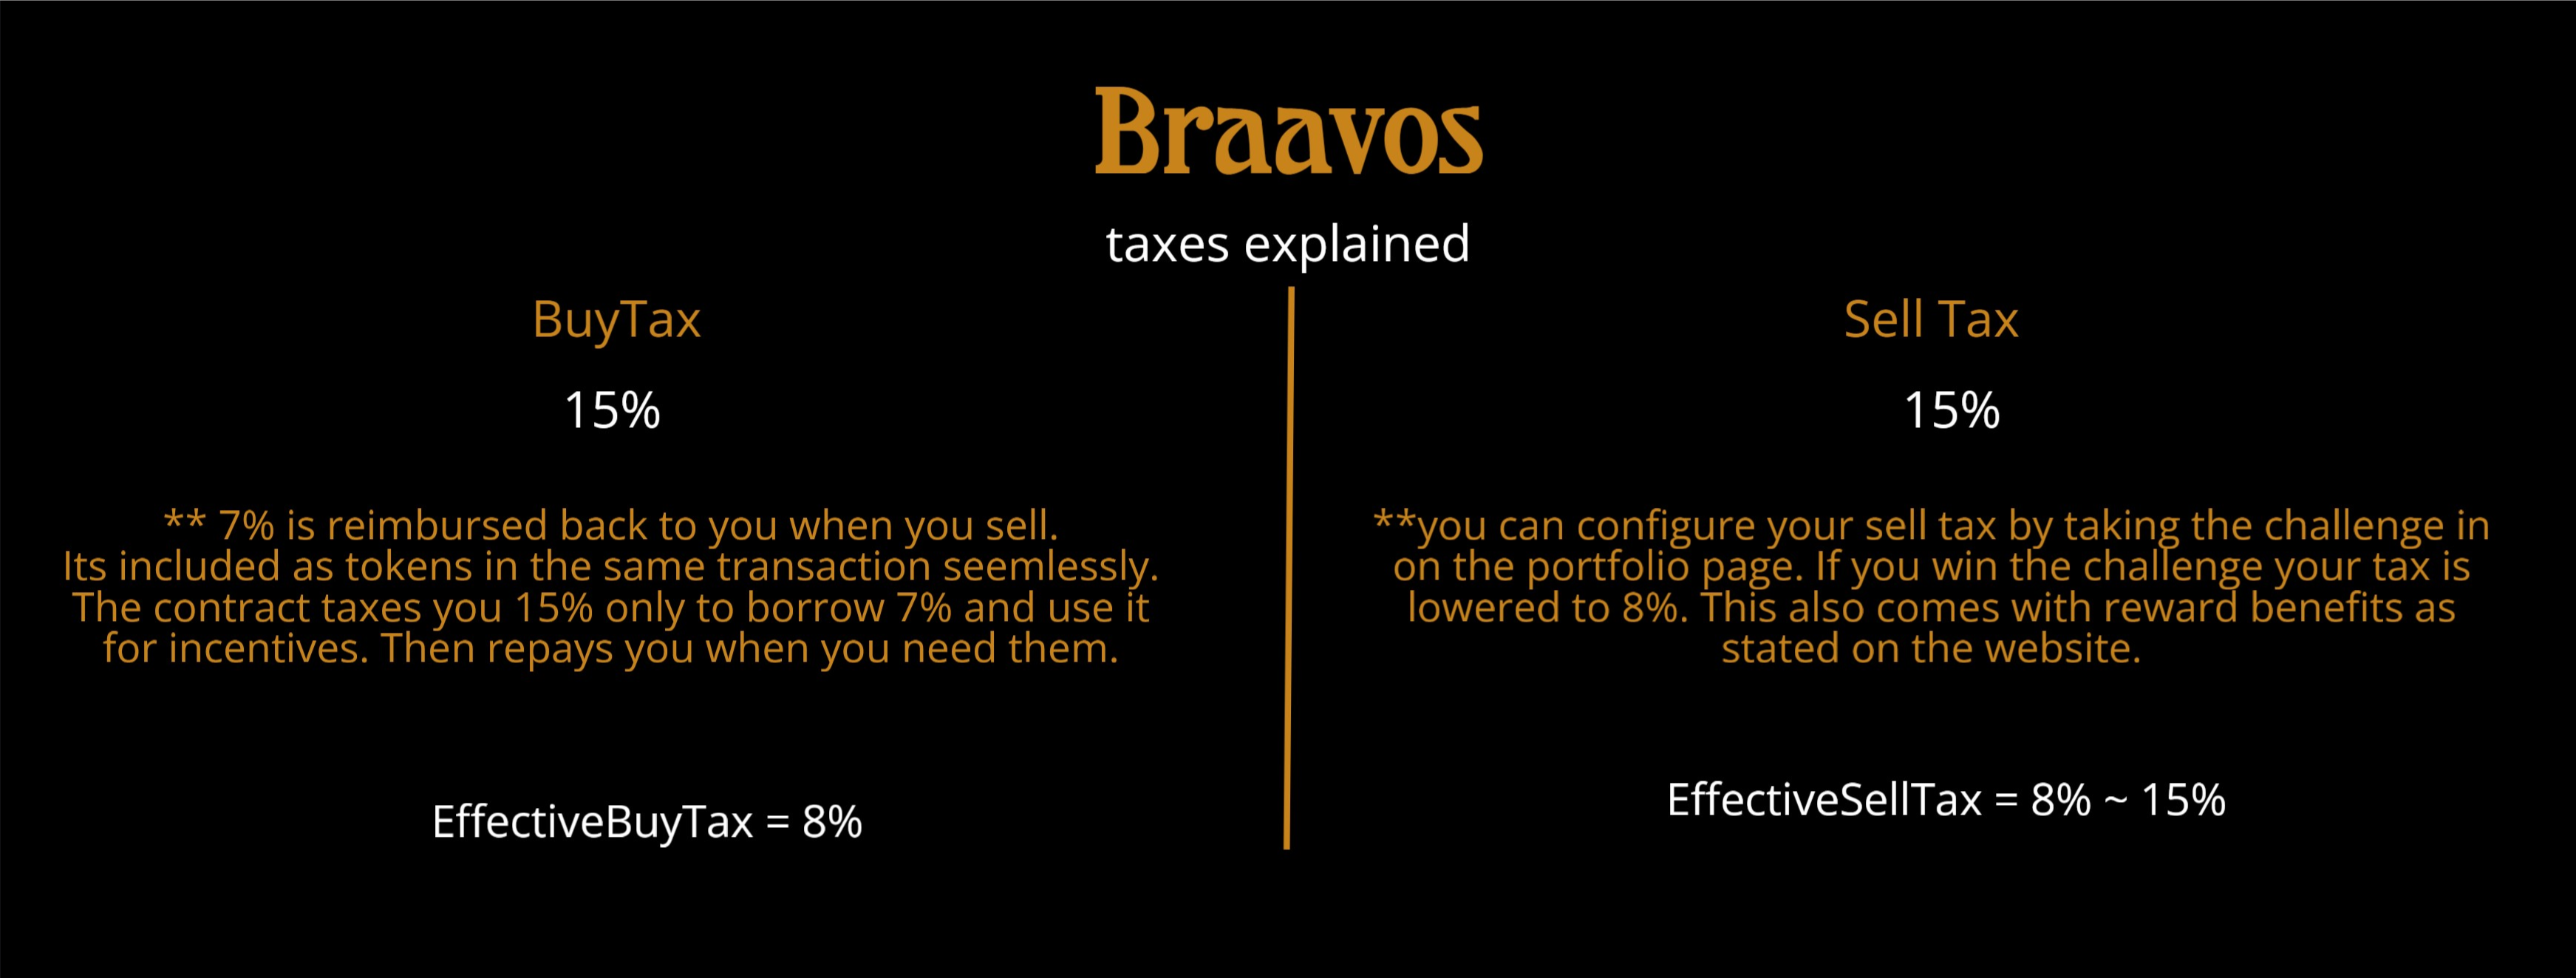 Braavos
taxes explained
BuyTax
15%
** 7% is reimbursed back to you when you sell.
Its included as tokens in the same transaction seemlessly.
The contract taxes you 15% only to borrow 7% and use it
for incentives. Then repays you when you need them.
EffectiveBuyTax = 8%
Sell Tax
15%
**you can configure your sell tax by taking the challenge in
on the portfolio page. If you win the challenge your tax is
lowered to 8%. This also comes with reward benefits as
stated on the website.
EffectiveSellTax = 8% ~ 15%